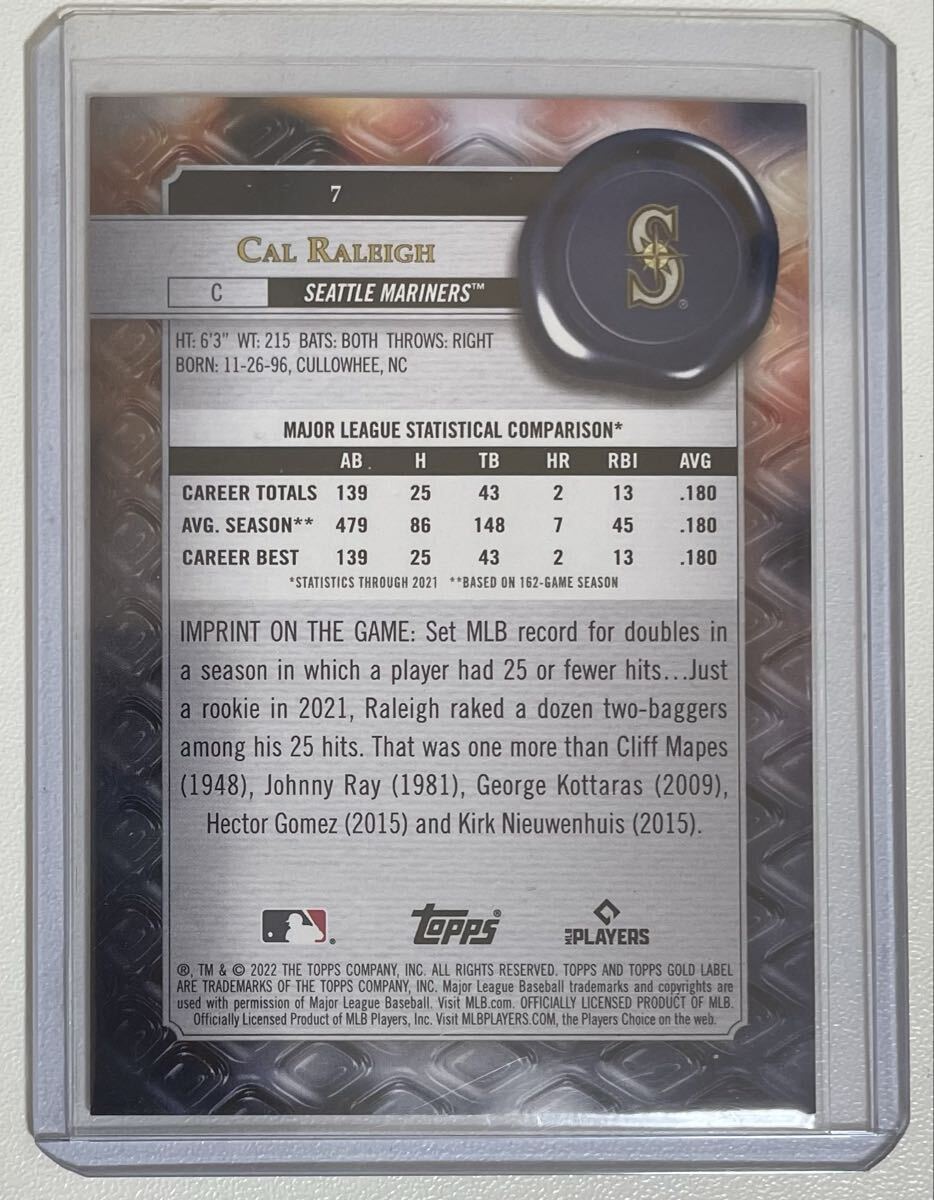 7
CAL RALEIGH
C SEATTLE MARINERS™
S®
HT: 6'3" WT: 215 BATS: BOTH THROWS: RIGHT
BORN: 11-26-96, CULLOWHEE, NC
MAJOR LEAGUE STATISTICAL COMPARISON*
AB H TB HR RBI AVG
CAREER TOTALS 139 25 43 2 13 .180
AVG. SEASON** 479 86 148 7 45 .180
CAREER BEST 139 25 43 2 13 .180
*STATISTICS THROUGH 2021 **BASED ON 162-GAME SEASON
IMPRINT ON THE GAME: Set MLB record for doubles in
a season in which a player had 25 or fewer hits...Just
a rookie in 2021, Raleigh raked a dozen two-baggers
among his 25 hits. That was one more than Cliff Mapes
(1948), Johnny Ray (1981), George Kottaras (2009),
Hector Gomez (2015) and Kirk Nieuwenhuis (2015).
® TOPPS® MLB PLAYERS
®, TM & © 2022 THE TOPPS COMPANY, INC. ALL RIGHTS RESERVED. TOPPS AND TOPPS GOLD LABEL
ARE TRADEMARKS OF THE TOPPS COMPANY, INC. Major League Baseball trademarks and copyrights are
used with permission of Major League Baseball. Visit MLB.com. OFFICIALLY LICENSED PRODUCT OF MLB.
Officially Licensed Product of MLB Players, Inc. Visit MLBPLAYERS.COM, the Players Choice on the web.